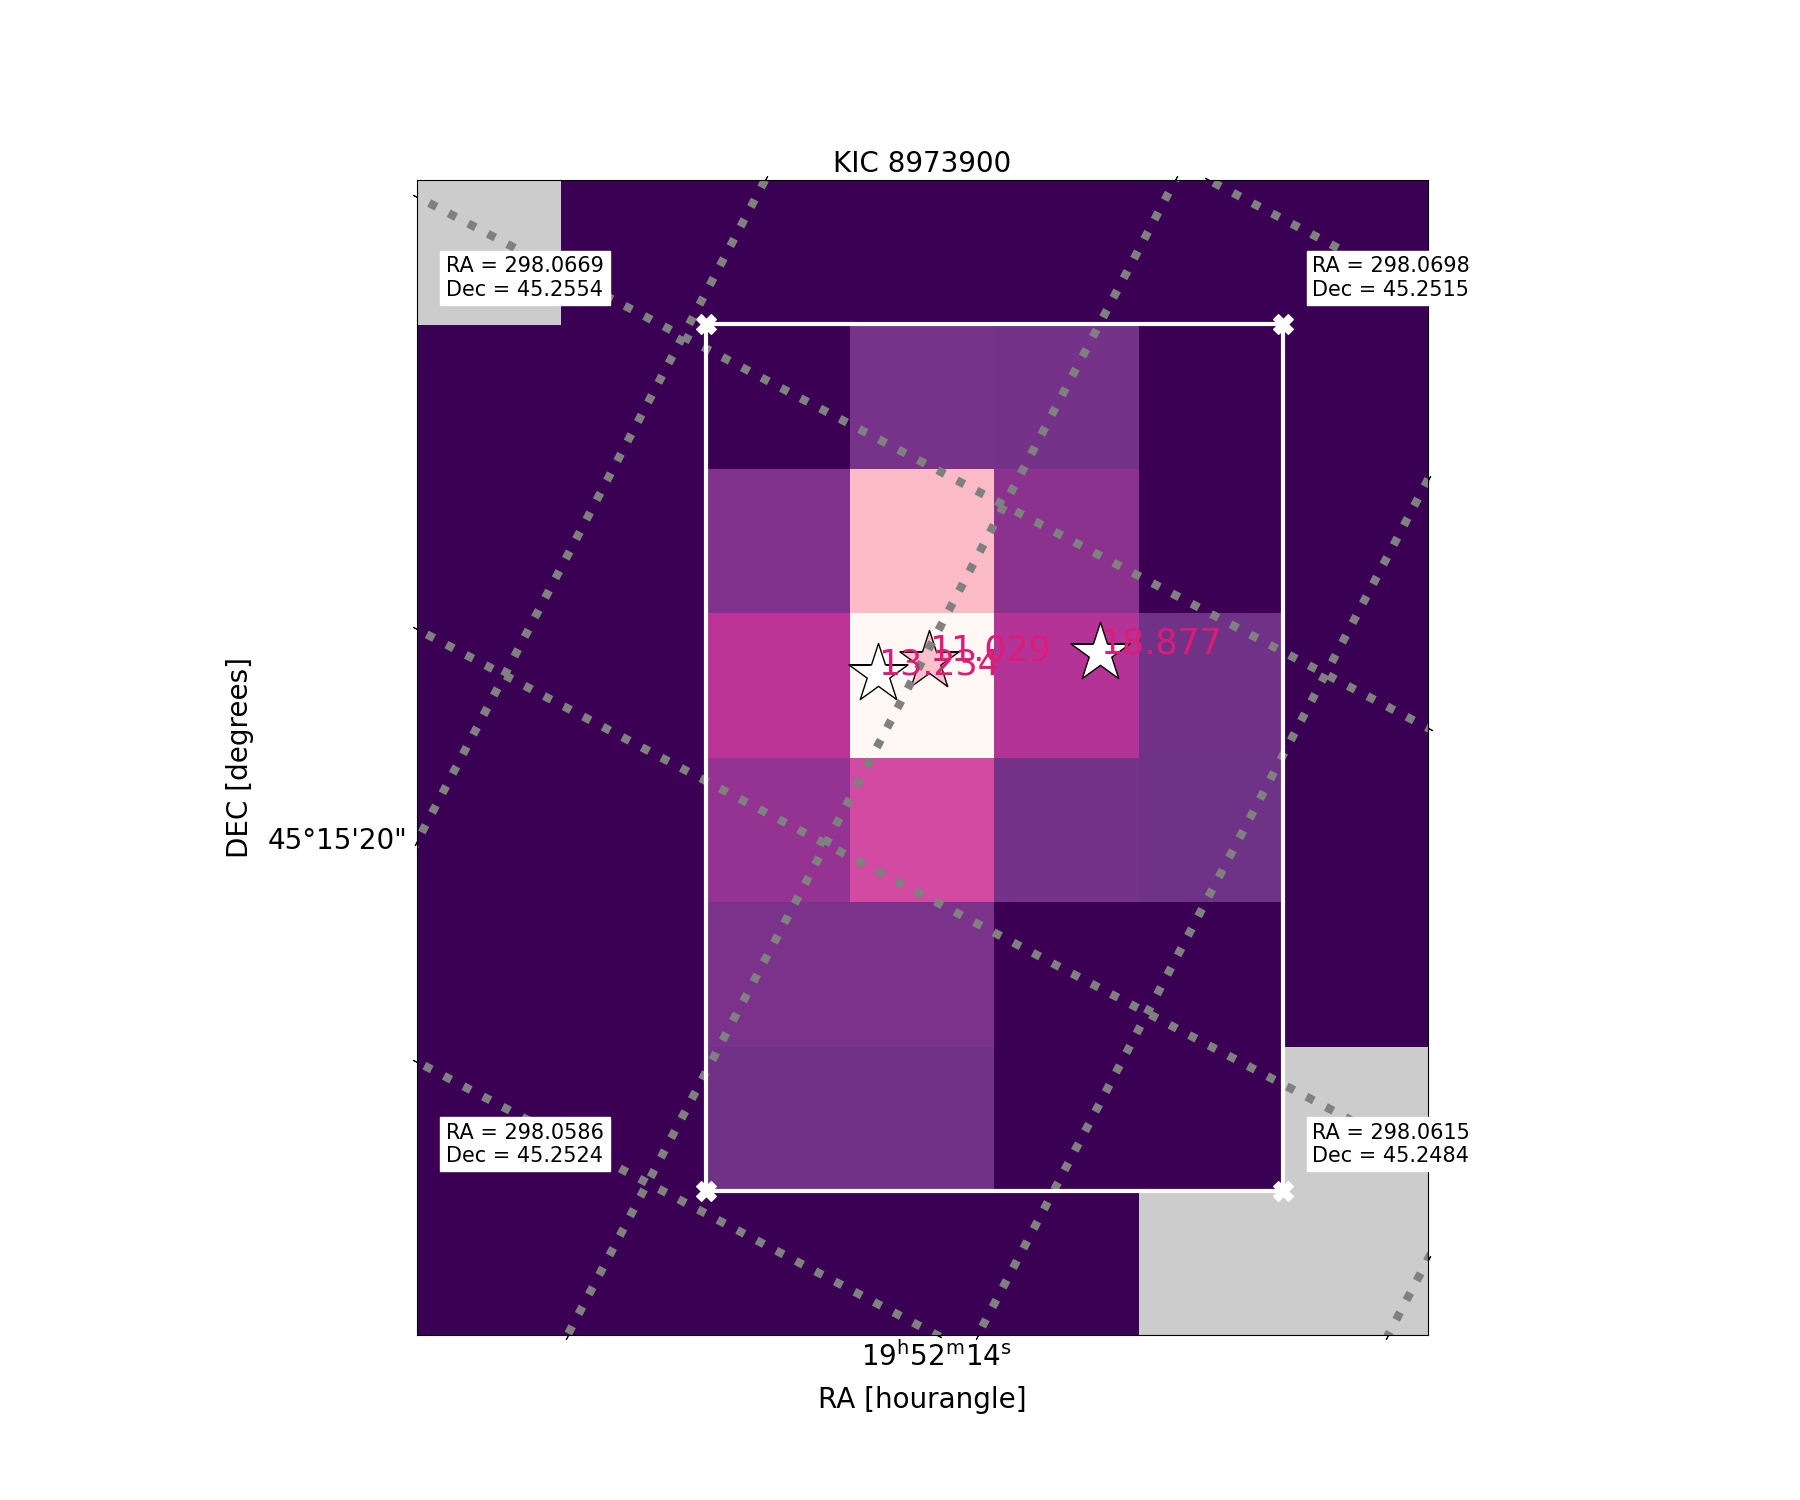 KIC 8973900
RA = 298.0669
Dec = 45.2554
RA = 298.0698
Dec = 45.2515
11.029
13.234
18.877
DEC [degrees]
45°15'20"
RA = 298.0586
Dec = 45.2524
RA = 298.0615
Dec = 45.2484
19h52m14s
RA [hourangle]